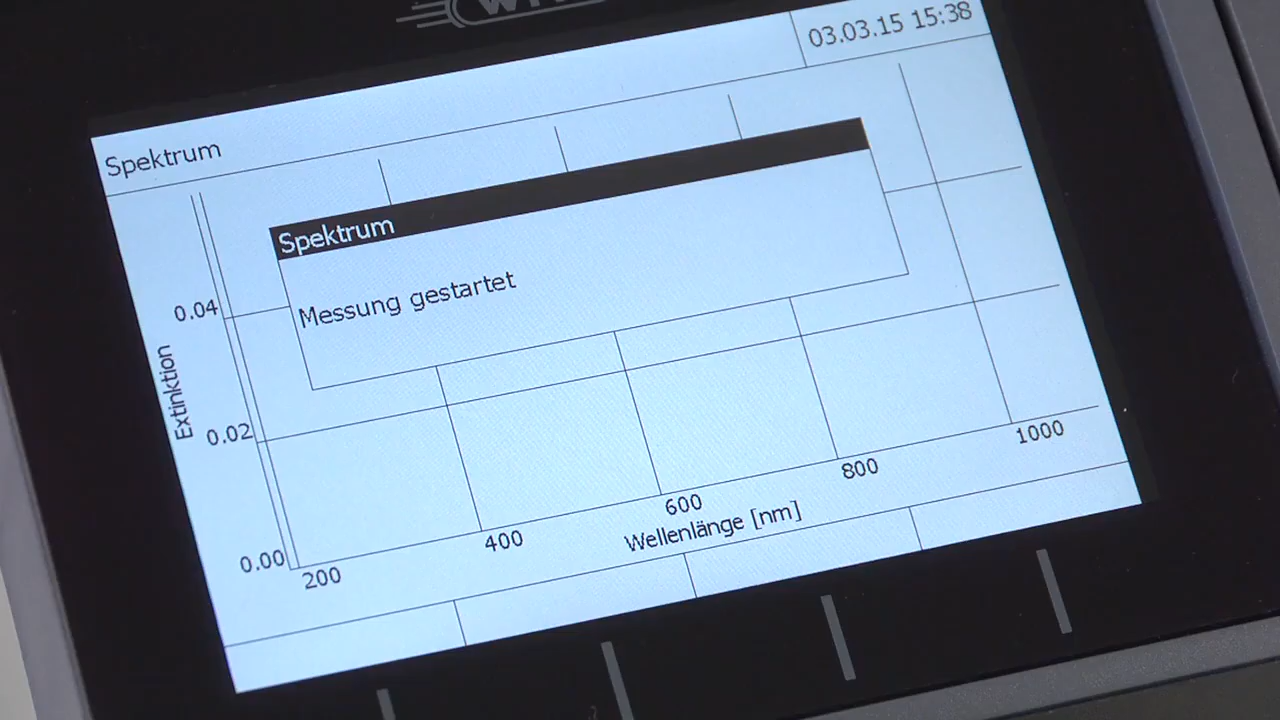 03.03.15 15:38
Spektrum
Spektrum
Messung gestartet
0.04
0.02
0.00
Extinktion
200
400
600
800
1000
Wellenlänge [nm]